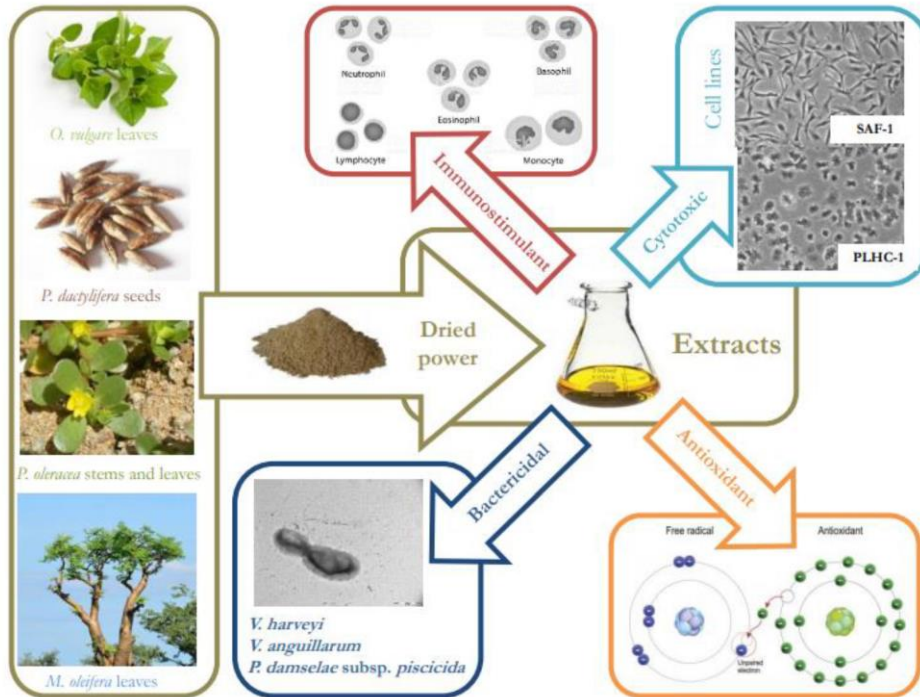 O. vulgare leaves
P. dactylifera seeds
P. oleracea stems and leaves
M. oleifera leaves
Neutrophil
Basophil
Eosinophil
Lymphocyte
Monocyte
Immunostimulant
Cell lines
SAF-1
PLHC-1
Cytotoxic
Dried
power
Extracts
Bactericidal
V. harveyi
V. anguillarum
P. damselae subsp. piscicida
Antioxidant
Free radical
Antioxidant
Unpaired
electron